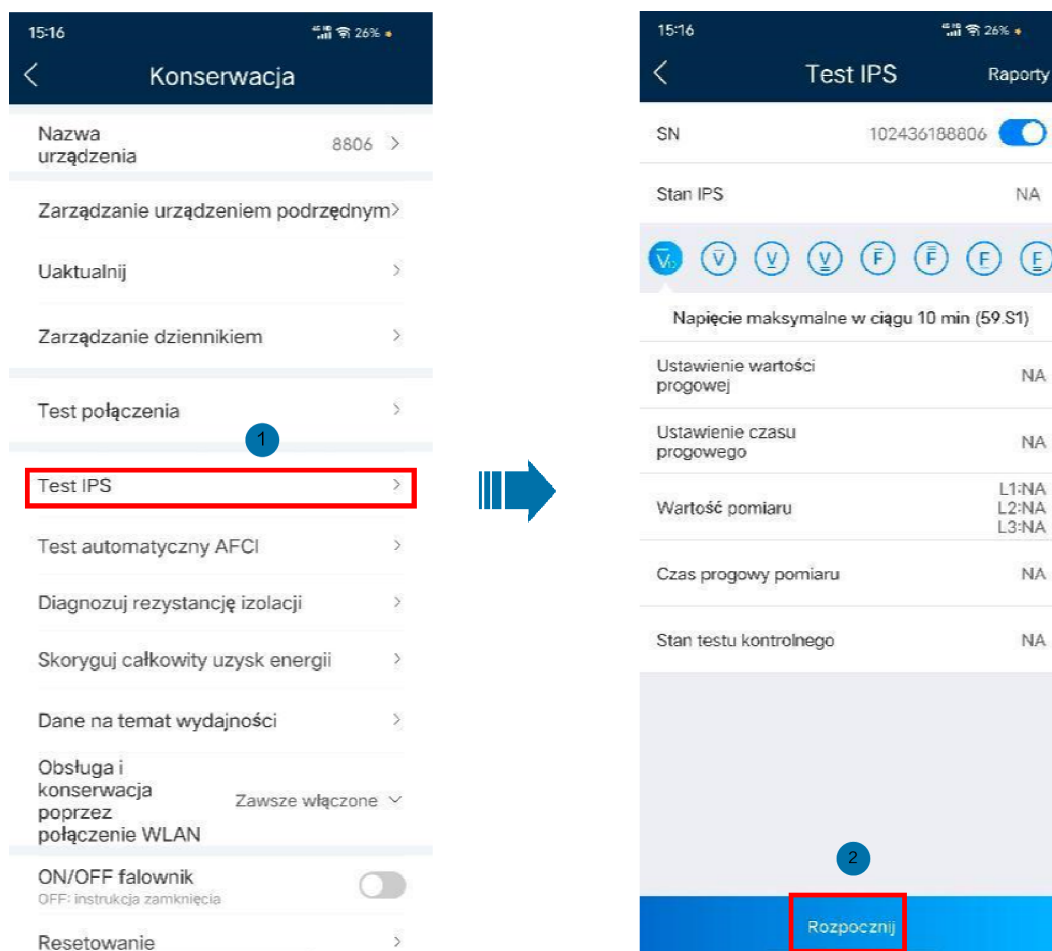 15:16
26%
Konserwacja
Nazwa
urządzenia
8806
Zarządzanie urządzeniem podrzędnym
Uaktualnij
Zarządzanie dziennikiem
Test połączenia
1
Test IPS
Test automatyczny AFCI
Diagnozuj rezystancję izolacji
Skoryguj całkowity uzysk energii
Dane na temat wydajności
Obsługa i
konserwacja
poprzez
połączenie WLAN
Zawsze włączone
ON/OFF falownik
OFF: instrukcja zamknięcia
Resetowanie
15:16
26%
Test IPS
Raporty
SN
102436188806
Stan IPS
NA
V V V V F F F F
Napięcie maksymalne w ciągu 10 min (59.S1)
Ustawienie wartości
progowej
NA
Ustawienie czasu
progowego
NA
Wartość pomiaru
L1:NA
L2:NA
L3:NA
Czas progowy pomiaru
NA
Stan testu kontrolnego
NA
2
Rozpocznij